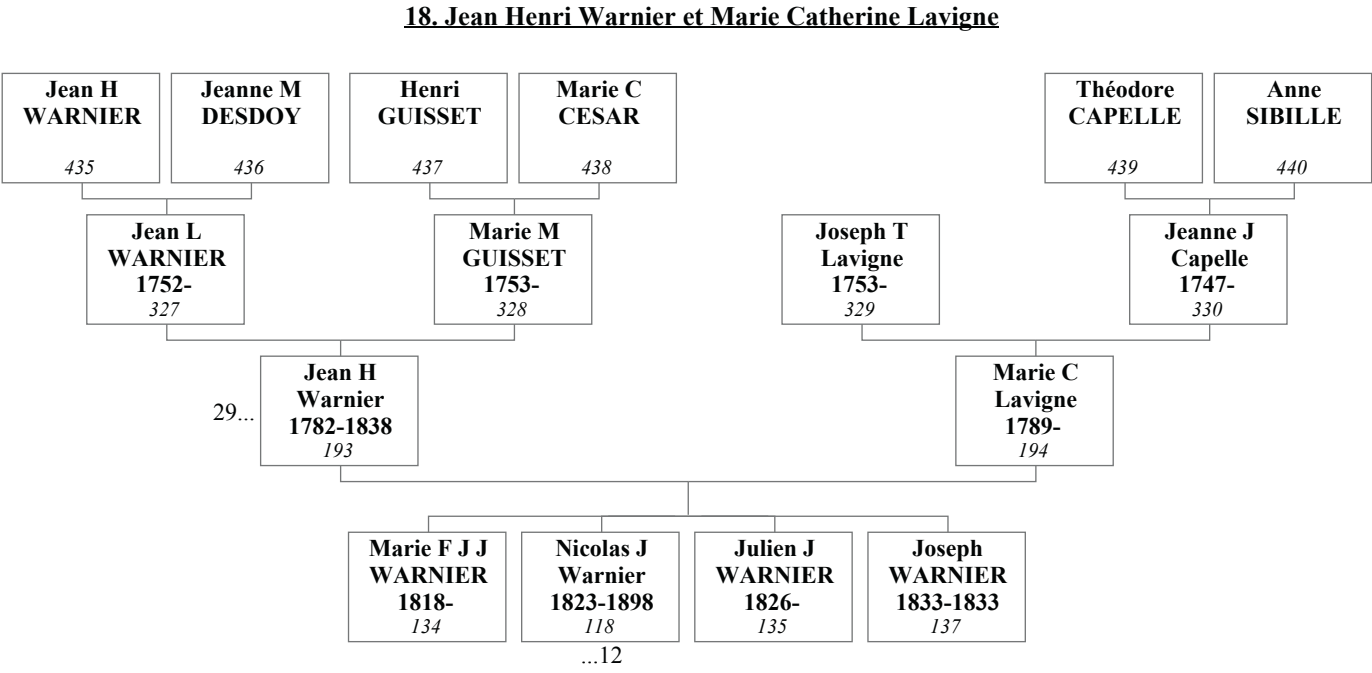 18. Jean Henri Warnier et Marie Catherine Lavigne
Jean H
WARNIER
435
Jeanne M
DESDOY
436
Henri
GUISSET
437
Marie C
CESAR
438
Théodore
CAPELLE
439
Anne
SIBILLE
440
Jean L
WARNIER
1752-
327
Marie M
GUISSET
1753-
328
Joseph T
Lavigne
1753-
329
Jeanne J
Capelle
1747-
330
29...
Jean H
Warnier
1782-1838
193
Marie C
Lavigne
1789-
194
Marie F J J
WARNIER
1818-
134
Nicolas J
Warnier
1823-1898
118
...12
Julien J
WARNIER
1826-
135
Joseph
WARNIER
1833-1833
137